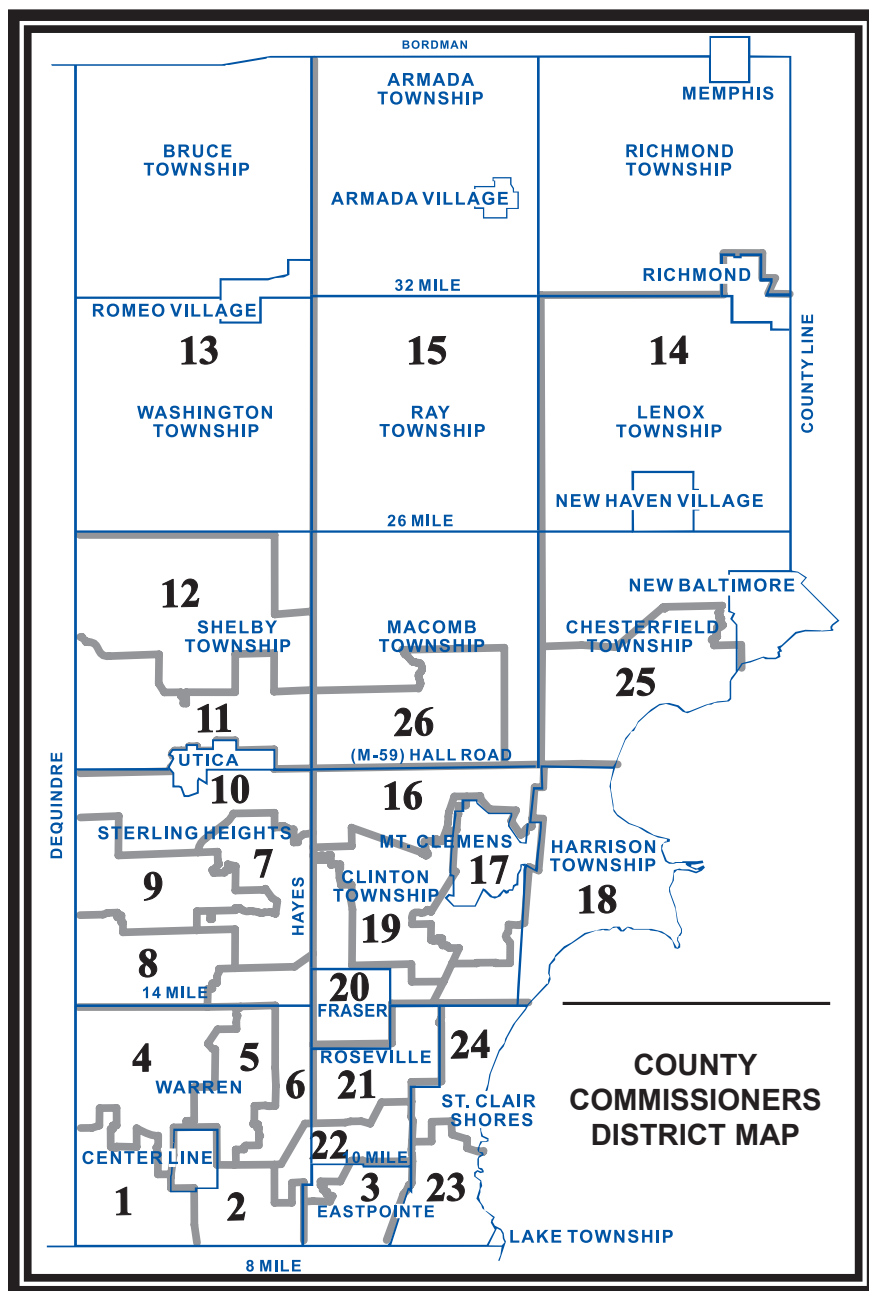 BORDMAN
ARMADA
TOWNSHIP
MEMPHIS
BRUCE
TOWNSHIP
RICHMOND
TOWNSHIP
ARMADA VILLAGE
RICHMOND
32 MILE
ROMEO VILLAGE
13
15
14
COUNTY LINE
WASHINGTON
TOWNSHIP
RAY
TOWNSHIP
LENOX
TOWNSHIP
NEW HAVEN VILLAGE
26 MILE
12
NEW BALTIMORE
SHELBY
TOWNSHIP
MACOMB
TOWNSHIP
CHESTERFIELD
TOWNSHIP
25
11
26
UTICA
(M-59) HALL ROAD
DEQUINDRE
10
16
STERLING HEIGHTS
MT. CLEMENS
HARRISON
TOWNSHIP
7
9
CLINTON
TOWNSHIP
17
18
HAYES
19
8
14 MILE
20
FRASER
4
5
6
ROSEVILLE
24
21
WARREN
ST. CLAIR
SHORES
COUNTY
COMMISSIONERS
DISTRICT MAP
22
10 MILE
CENTER LINE
1
2
3
23
EASTPOINTE
LAKE TOWNSHIP
8 MILE